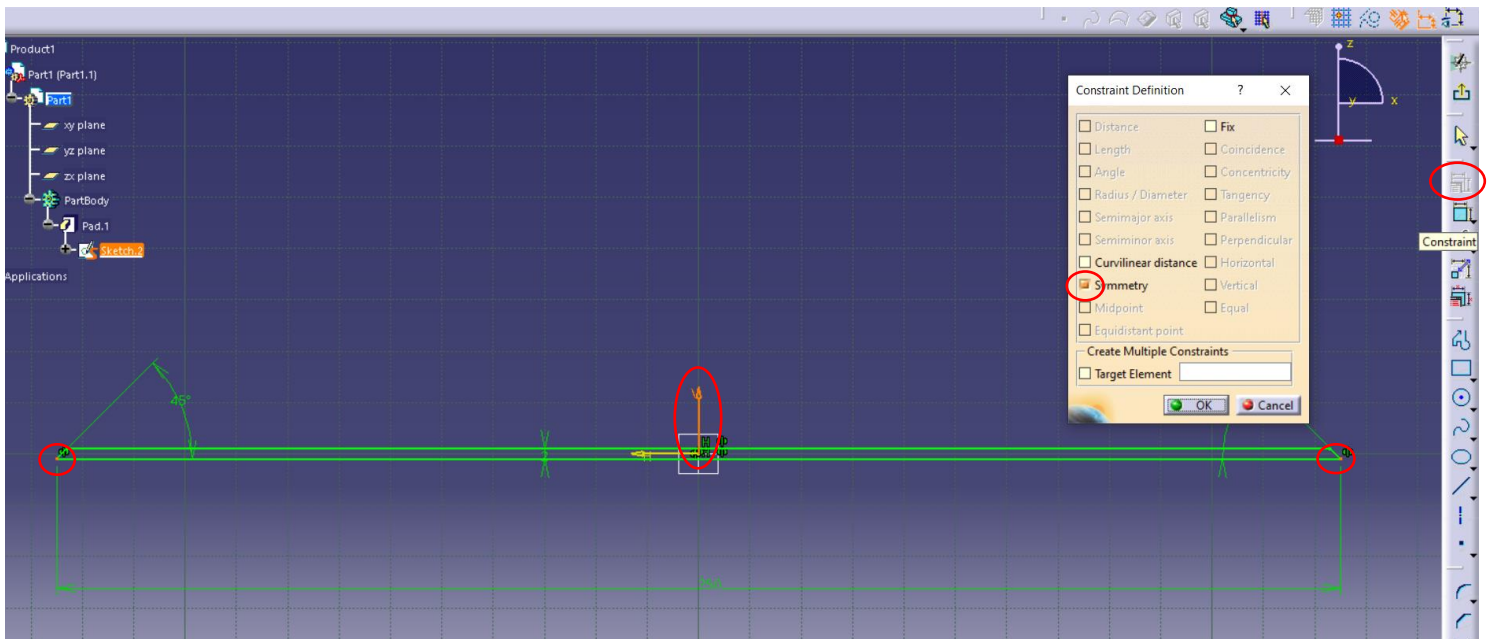 Product1
Part1 (Part1.1)
Part1
xy plane
yz plane
zx plane
PartBody
Pad.1
Sketch.2
Applications
z
y
x
Constraint Definition ? ×
Distance
Fix
Length
Coincidence
Angle
Concentricity
Radius / Diameter
Tangency
Semimajor axis
Parallelism
Semiminor axis
Perpendicular
Curvilinear distance
Horizontal
Symmetry
Vertical
Midpoint
Equal
Equidistant point
Create Multiple Constraints
Target Element
OK
Cancel
Constraint
45°
V
H
H